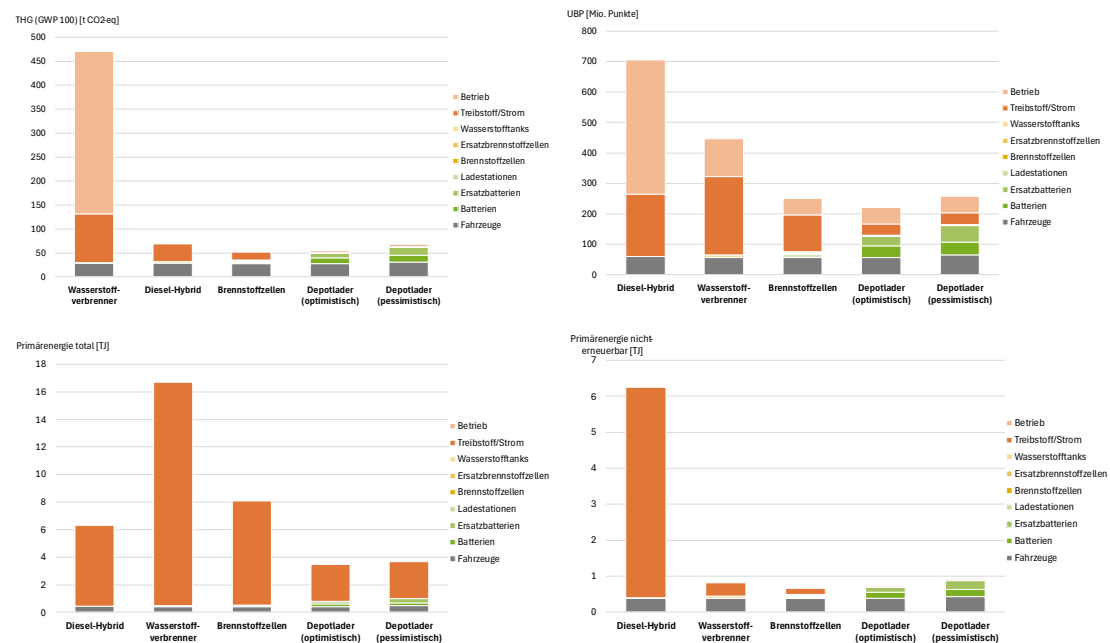 THG (GWP 100) [t CO2-eq]
500
450
400
350
300
250
200
150
100
50
0
Wasserstoff-
verbrenner
Diesel-Hybrid
Brennstoffzellen
Depotlader
(optimistisch)
Depotlader
(pessimistisch)
Betrieb
Treibstoff/Strom
Wasserstofftanks
Ersatzbrennstoffzellen
Brennstoffzellen
Ladestationen
Ersatzbatterien
Batterien
Fahrzeuge
UBP [Mio. Punkte]
800
700
600
500
400
300
200
100
0
Diesel-Hybrid
Wasserstoff-
verbrenner
Brennstoffzellen
Depotlader
(optimistisch)
Depotlader
(pessimistisch)
Betrieb
Treibstoff/Strom
Wasserstofftanks
Ersatzbrennstoffzellen
Brennstoffzellen
Ladestationen
Ersatzbatterien
Batterien
Fahrzeuge
Primärenergie total [TJ]
18
16
14
12
10
8
6
4
2
0
Diesel-Hybrid
Wasserstoff-
verbrenner
Brennstoffzellen
Depotlader
(optimistisch)
Depotlader
(pessimistisch)
Betrieb
Treibstoff/Strom
Wasserstofftanks
Ersatzbrennstoffzellen
Brennstoffzellen
Ladestationen
Ersatzbatterien
Batterien
Fahrzeuge
Primärenergie nicht-
erneuerbar [TJ]
7
6
5
4
3
2
1
0
Diesel-Hybrid
Wasserstoff-
verbrenner
Brennstoffzellen
Depotlader
(optimistisch)
Depotlader
(pessimistisch)
Betrieb
Treibstoff/Strom
Wasserstofftanks
Ersatzbrennstoffzellen
Brennstoffzellen
Ladestationen
Ersatzbatterien
Batterien
Fahrzeuge